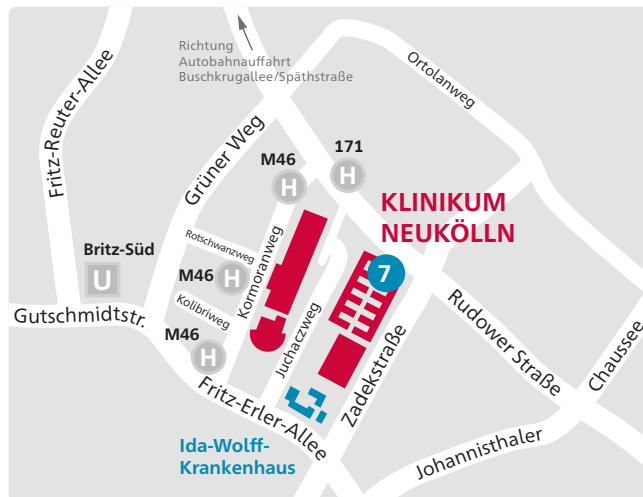 Richtung
Autobahnauffahrt
Buschkrugallee/Späthstraße
Ortolanweg
Fritz-Reuter-Allee
Grüner Weg
171
H
M46
H
KLINIKUM
NEUKÖLLN
7
Rotschwanzweg
Britz-Süd
U
M46
H
Kormoranweg
Kolibriweg
Gutschmidtstr.
M46
H
Juchaczweg
Zadekstraße
Rudower Straße
Chaussee
Johannisthaler
Fritz-Erler-Allee
Ida-Wolff-
Krankenhaus